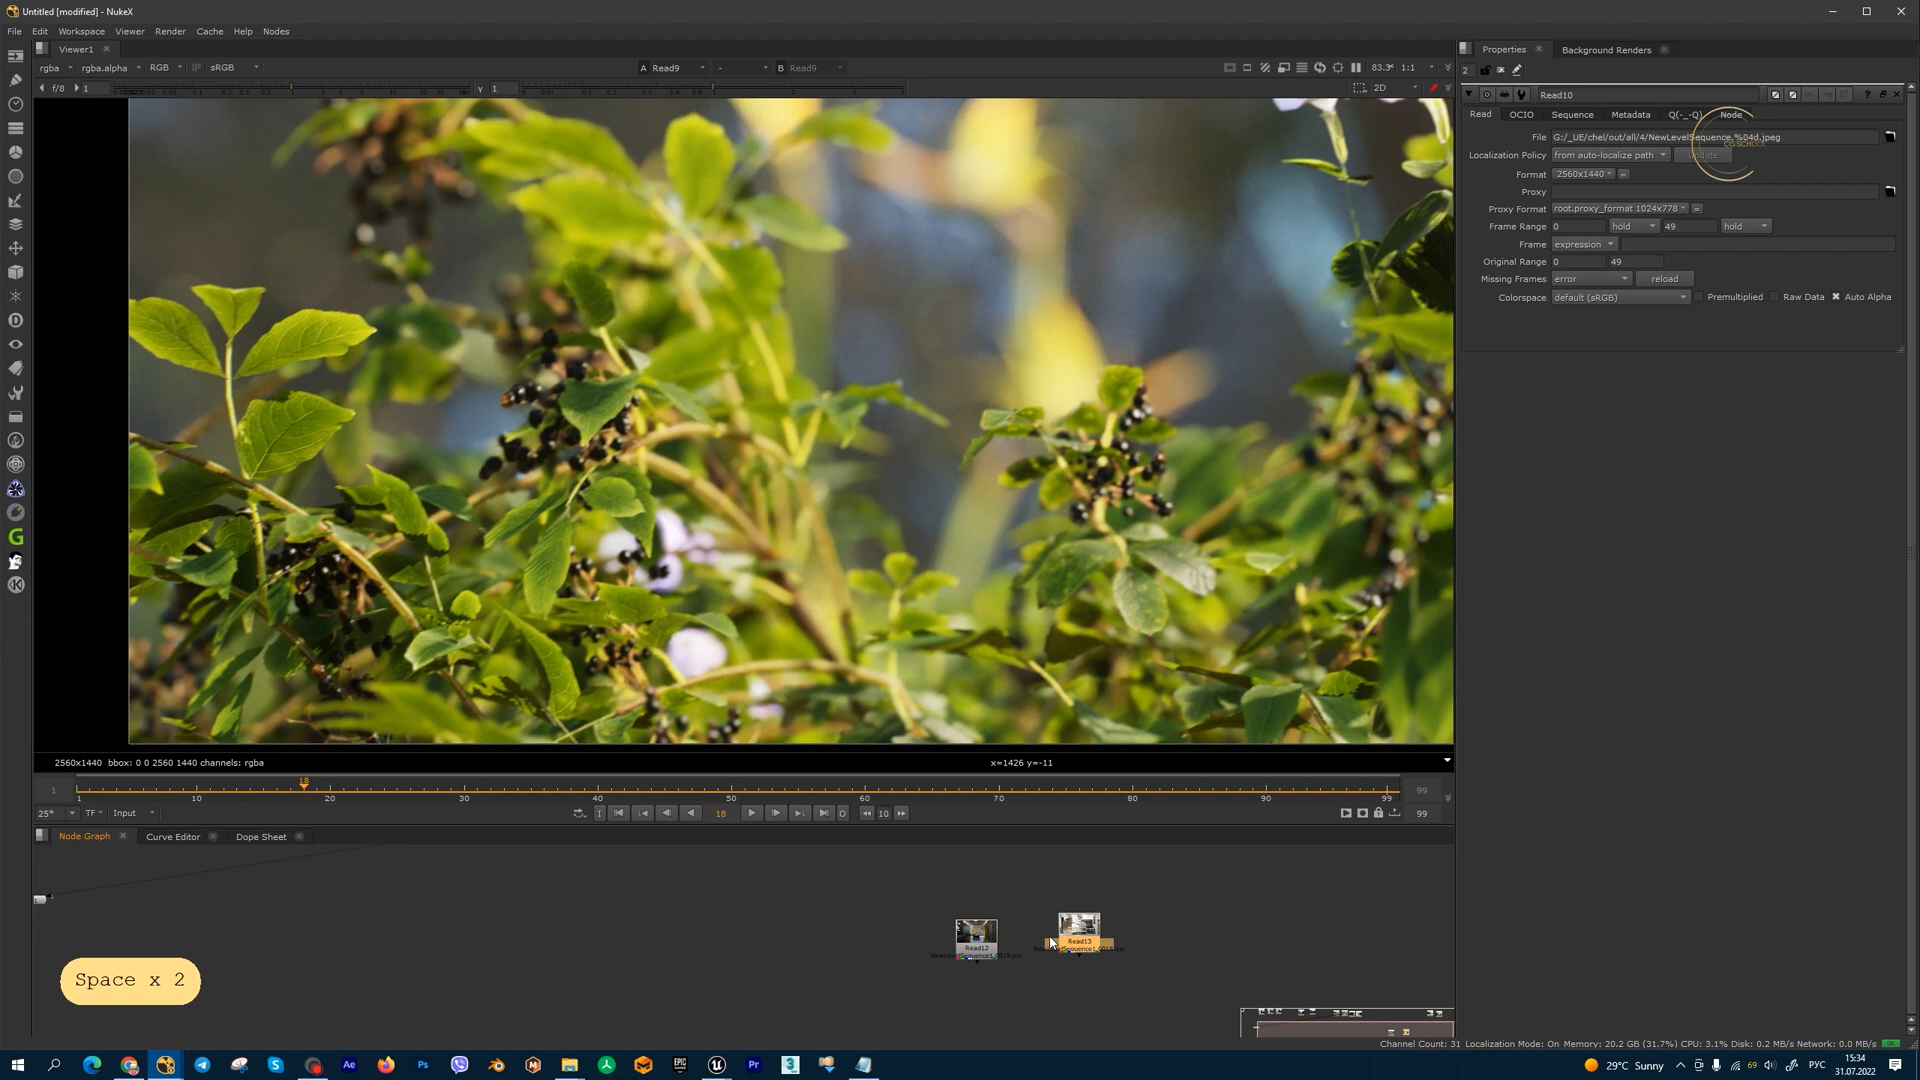 Untitled [modified] - NukeX
File Edit Workspace Viewer Render Cache Help Nodes
Viewer1
Properties Background Renders
rgba rgba.alpha RGB IP sRGB A Read9 - B Read9 83.3% 1:1
2
f/8 1 γ 1 2D
Read10
Read OCIO Sequence Metadata Q(-_-Q) Node
File G:/_UE/chel/out/all/4/NewLevelSequence.%04d.jpeg
CG SCHOOL
Localization Policy from auto-localize path Update
Format 2560x1440 =
Proxy
Proxy Format root.proxy_format 1024x778 =
Frame Range 0 hold 49 hold
Frame expression
Original Range 0 49
Missing Frames error reload
Colorspace default (sRGB) Premultiplied Raw Data Auto Alpha
2560x1440 bbox: 0 0 2560 1440 channels: rgba x=1426 y=-11
18
1 99
1 10 20 30 40 50 60 70 80 90 99
25* TF Input I 18 O 10 99
Node Graph Curve Editor Dope Sheet
Read12
Read13
Space x 2
Channel Count: 31 Localization Mode: On Memory: 20.2 GB (31.7%) CPU: 3.1% Disk: 0.2 MB/s Network: 0.0 MB/s
29°C Sunny 69 РУС
15:34
31.07.2022